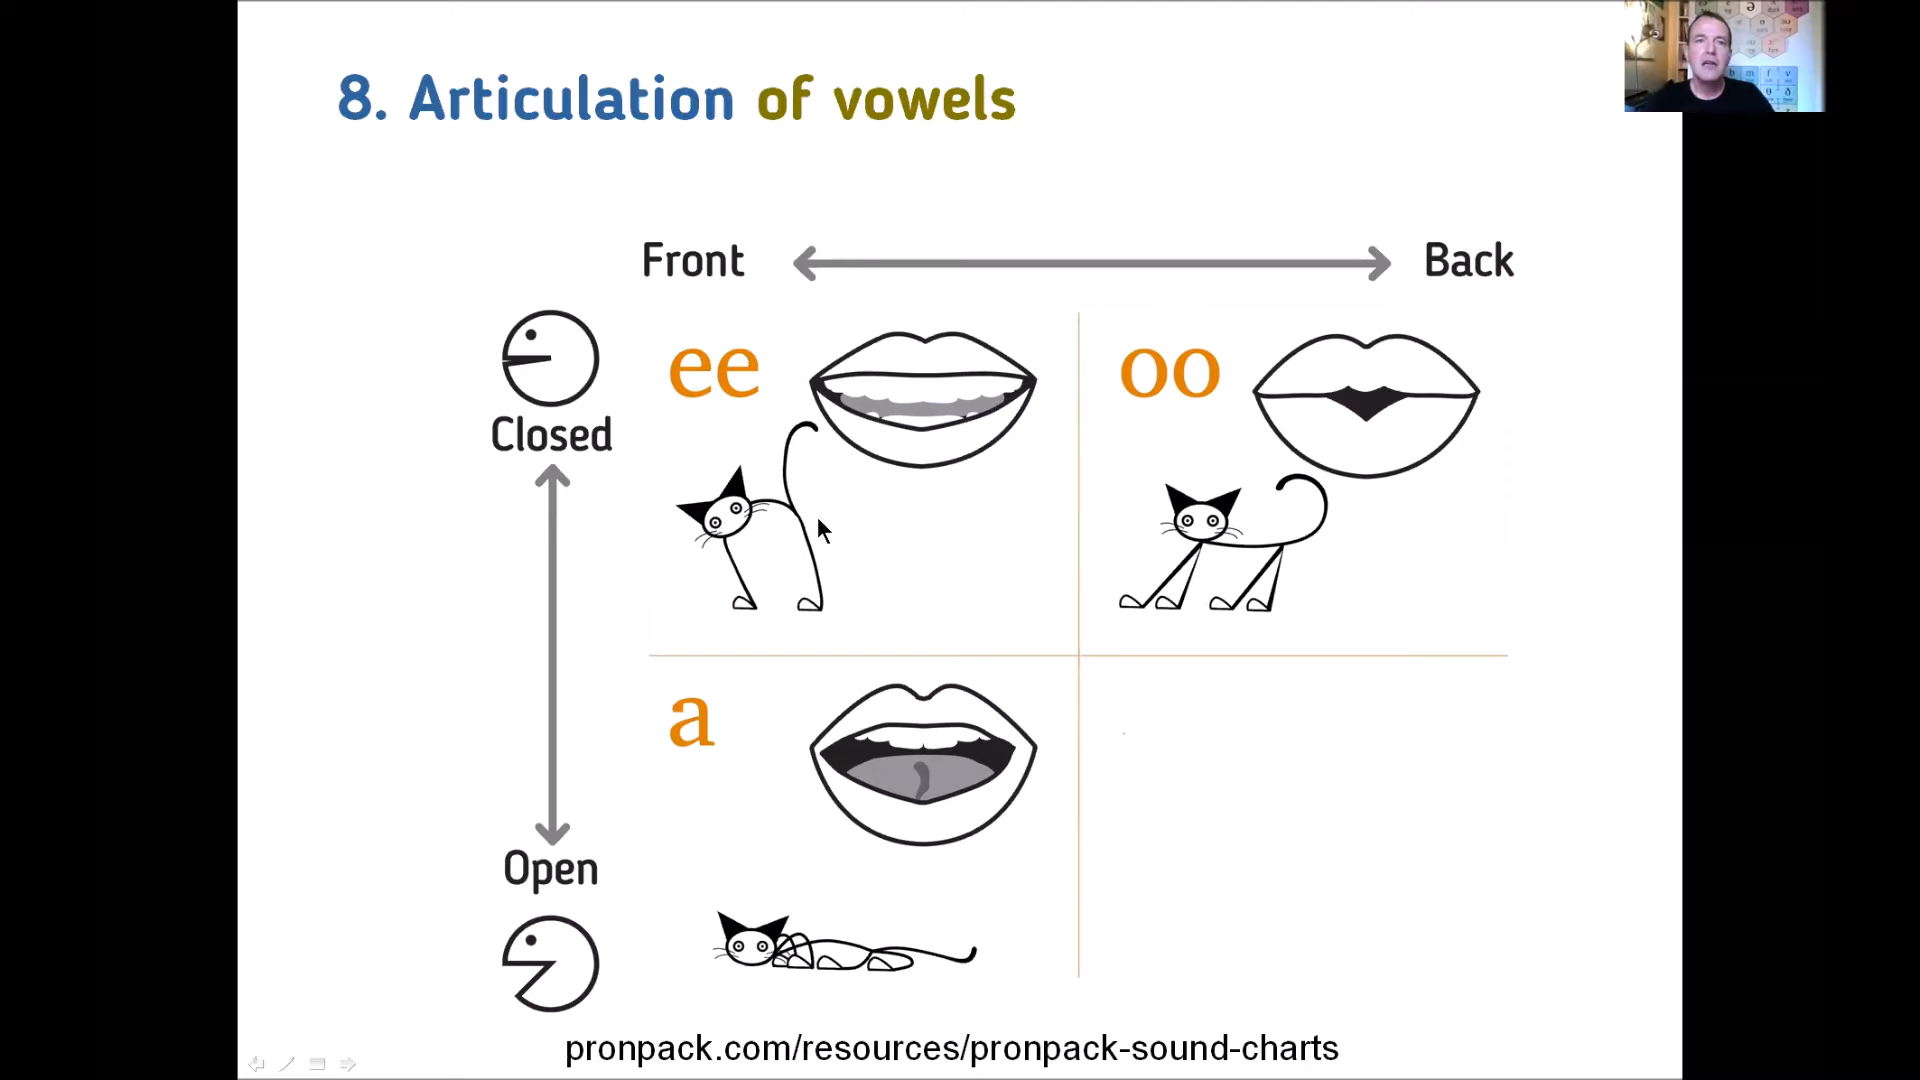 8. Articulation of vowels
Front
Back
ee
oo
Closed
a
Open
pronpack.com/resources/pronpack-sound-charts